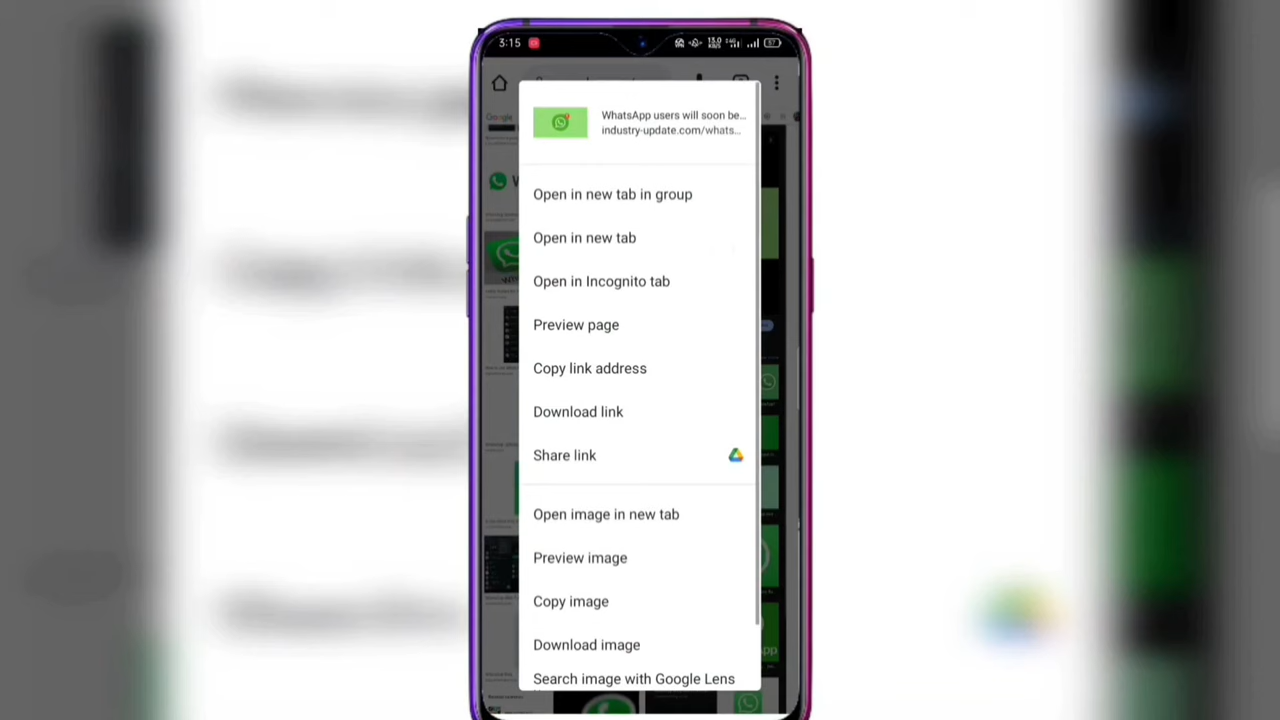 3:15
WhatsApp users will soon be…
industry-update.com/whats…
Open in new tab in group
Open in new tab
Open in Incognito tab
Preview page
Copy link address
Download link
Share link
Open image in new tab
Preview image
Copy image
Download image
Search image with Google Lens